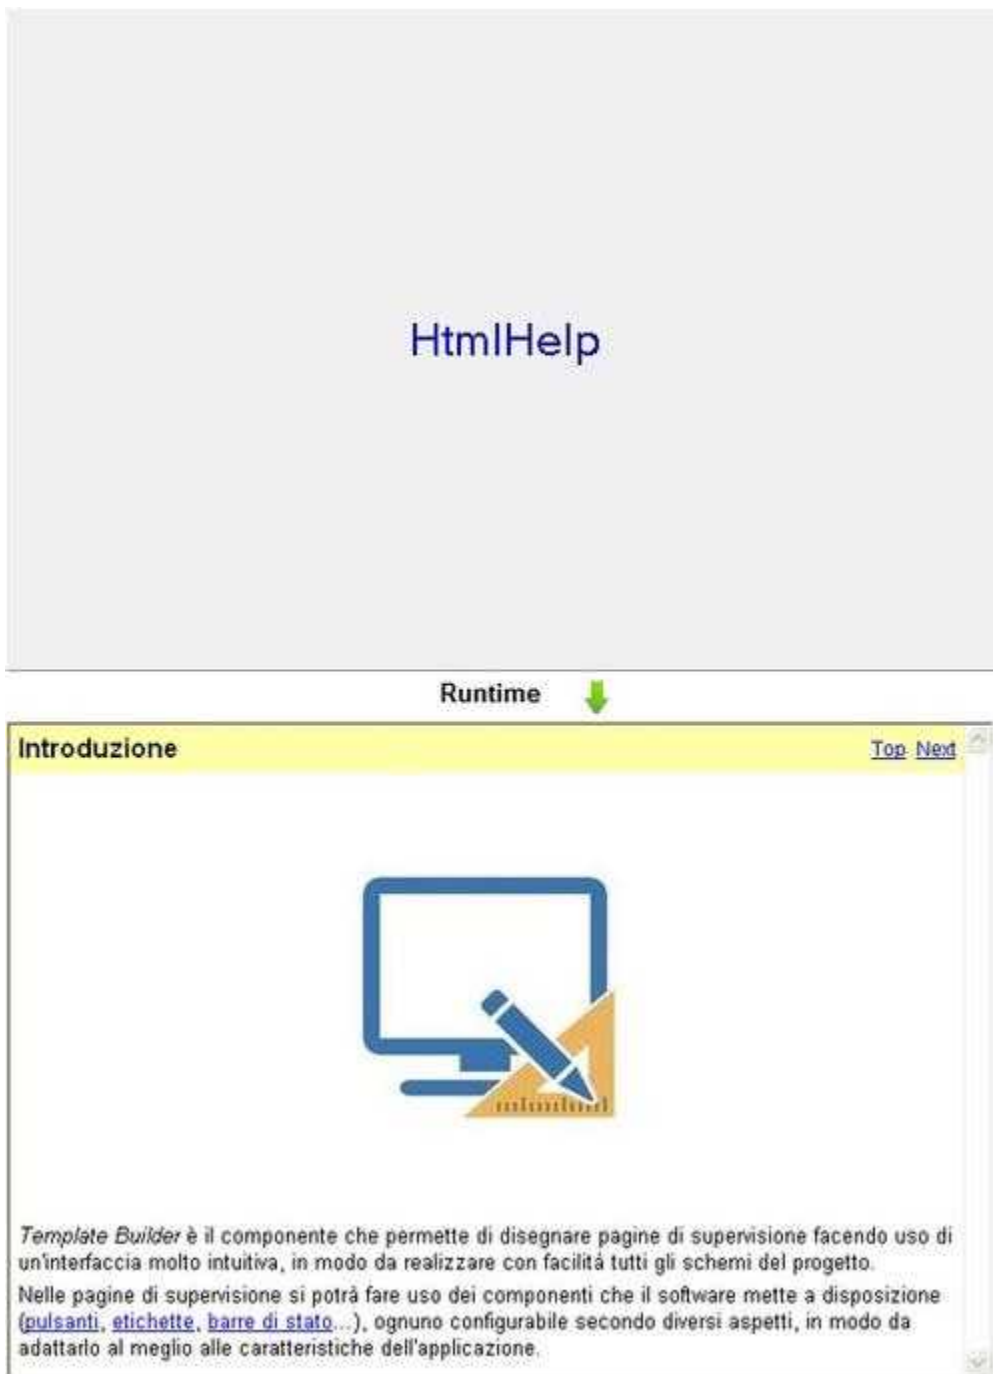 HtmlHelp
Runtime
Introduzione Top Next
Template Builder è il componente che permette di disegnare pagine di supervisione facendo uso di
un'interfaccia molto intuitiva, in modo da realizzare con facilità tutti gli schemi del progetto.
Nelle pagine di supervisione si potrà fare uso dei componenti che il software mette a disposizione
(pulsanti, etichette, barre di stato...), ognuno configurabile secondo diversi aspetti, in modo da
adattarlo al meglio alle caratteristiche dell'applicazione.